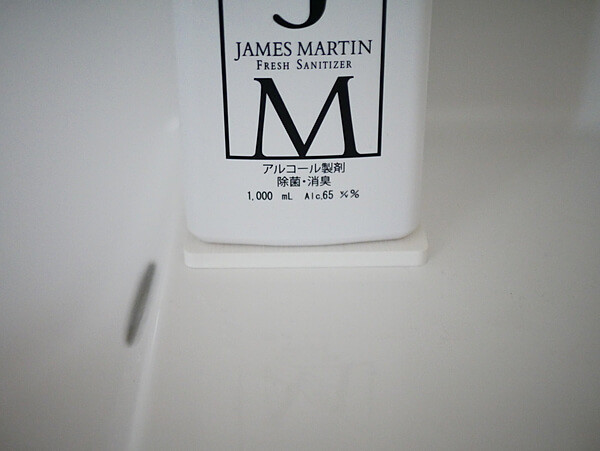 J
JAMES MARTIN
FRESH SANITIZER
M
アルコール製剤
除菌・消臭
1,000 mL Alc.65 ᵛ/ᵥ%